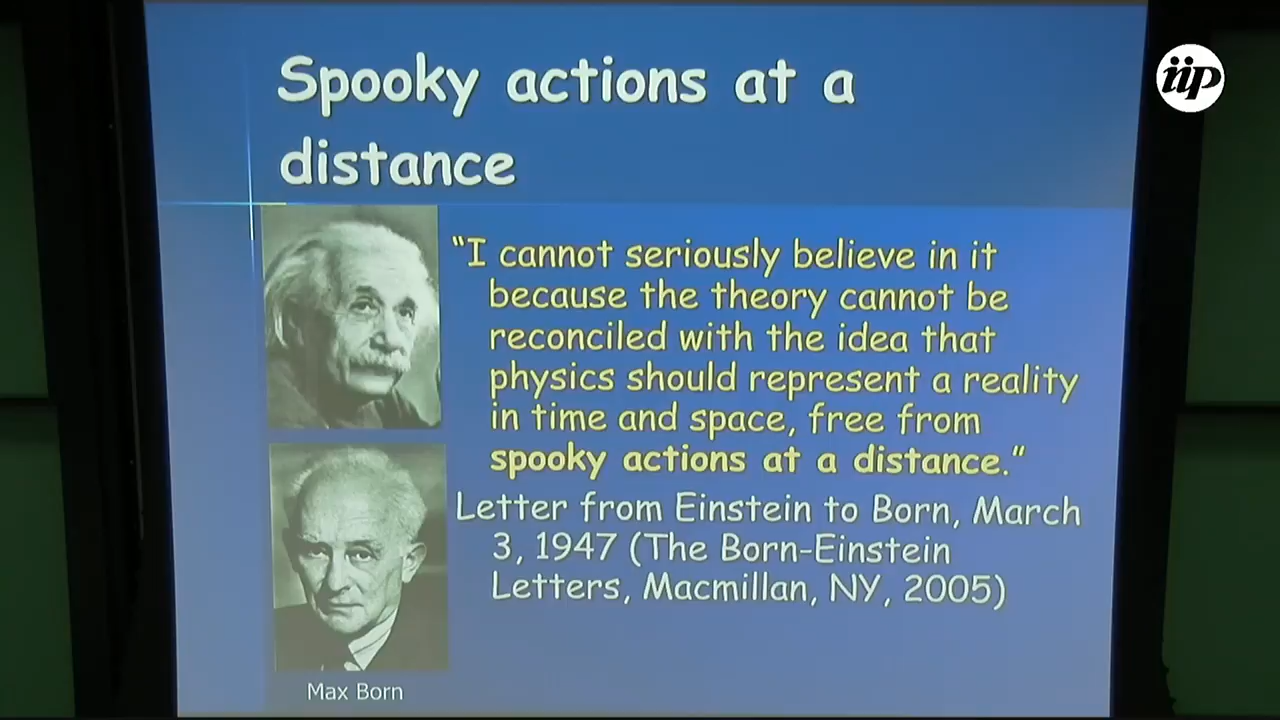 Spooky actions at a
distance
iip
“I cannot seriously believe in it
because the theory cannot be
reconciled with the idea that
physics should represent a reality
in time and space, free from
spooky actions at a distance.”
Letter from Einstein to Born, March
3, 1947 (The Born-Einstein
Letters, Macmillan, NY, 2005)
Max Born